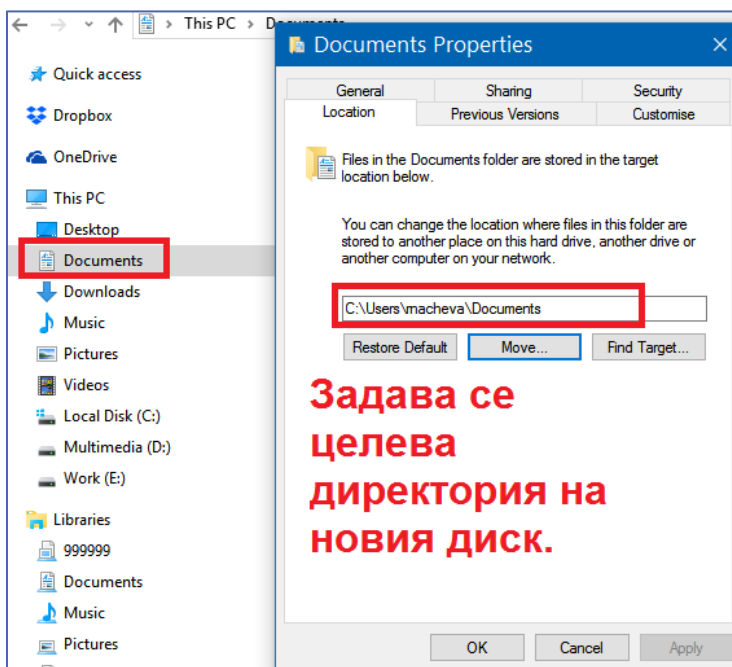 This PC > Documents
Quick access
Dropbox
OneDrive
This PC
Desktop
Documents
Downloads
Music
Pictures
Videos
Local Disk (C:)
Multimedia (D:)
Work (E:)
Libraries
999999
Documents
Music
Pictures
Documents Properties
General Sharing Security
Location Previous Versions Customise
Files in the Documents folder are stored in the target
location below.
You can change the location where files in this folder are
stored to another place on this hard drive, another drive or
another computer on your network.
C:\Users\macheva\Documents
Restore Default Move... Find Target...
Задава се
целева
директория на
новия диск.
OK Cancel Apply